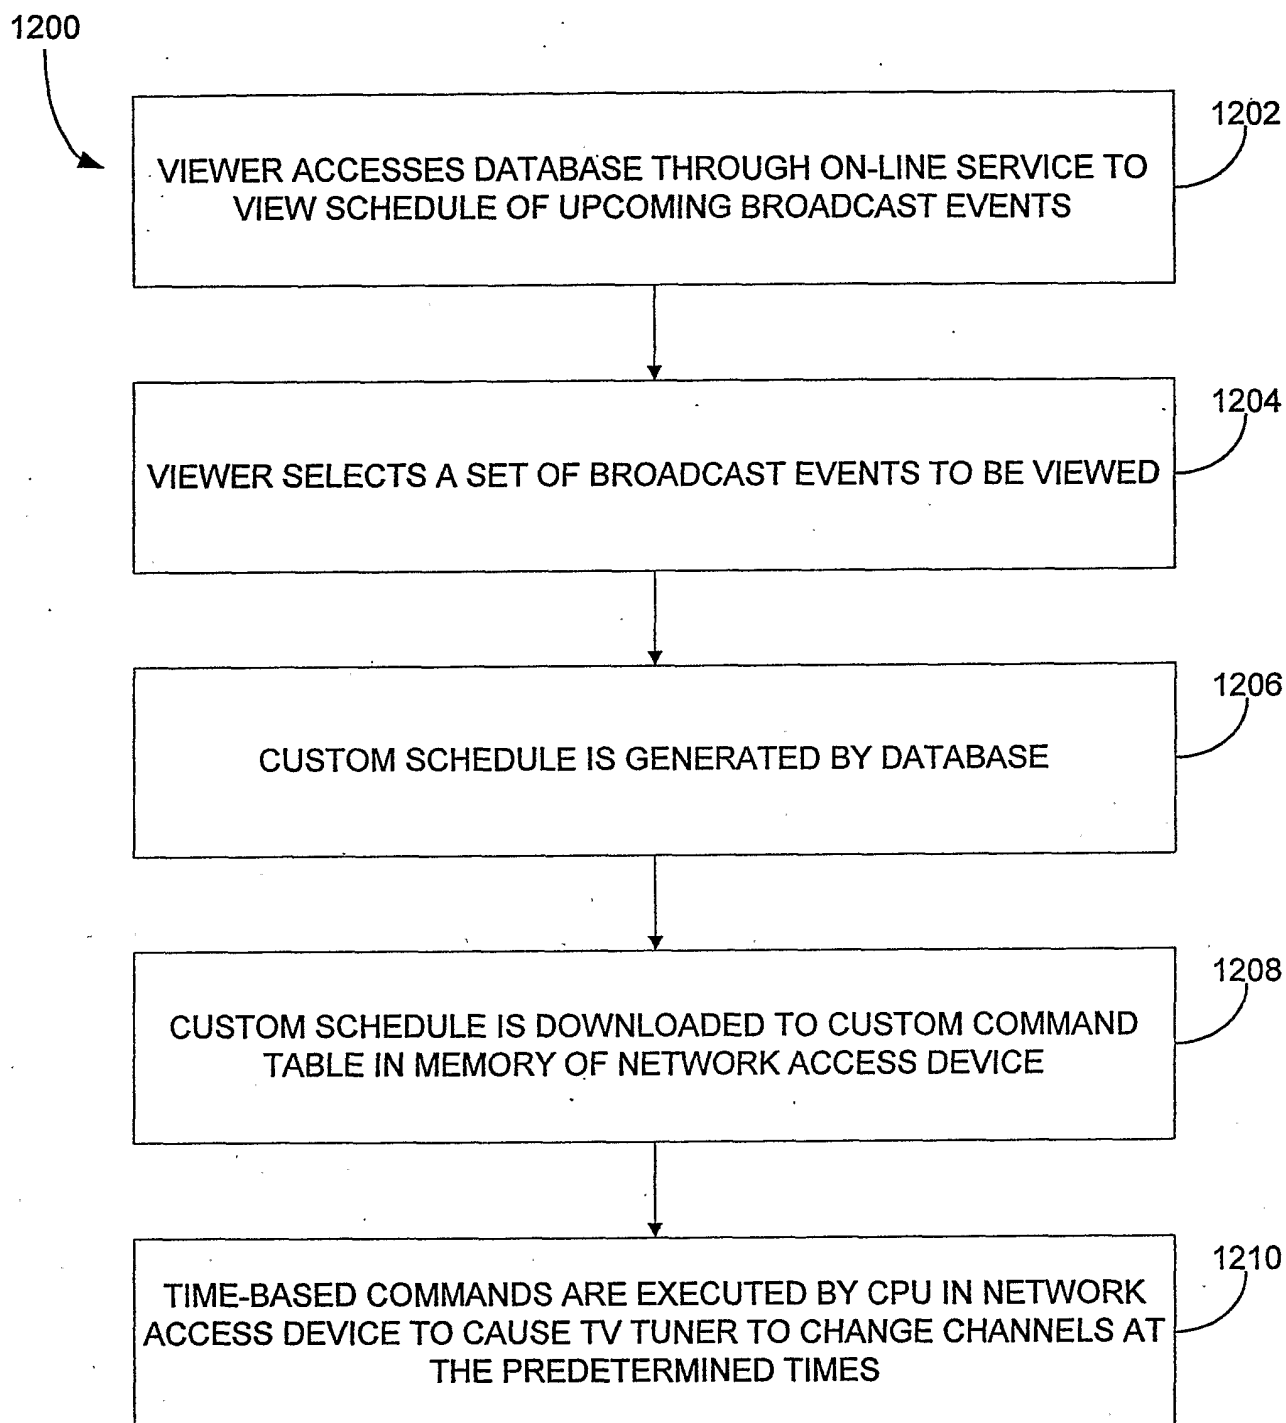 1200
1202
VIEWER ACCESSES DATABASE THROUGH ON-LINE SERVICE TO
VIEW SCHEDULE OF UPCOMING BROADCAST EVENTS
1204
VIEWER SELECTS A SET OF BROADCAST EVENTS TO BE VIEWED
1206
CUSTOM SCHEDULE IS GENERATED BY DATABASE
1208
CUSTOM SCHEDULE IS DOWNLOADED TO CUSTOM COMMAND
TABLE IN MEMORY OF NETWORK ACCESS DEVICE
1210
TIME-BASED COMMANDS ARE EXECUTED BY CPU IN NETWORK
ACCESS DEVICE TO CAUSE TV TUNER TO CHANGE CHANNELS AT
THE PREDETERMINED TIMES